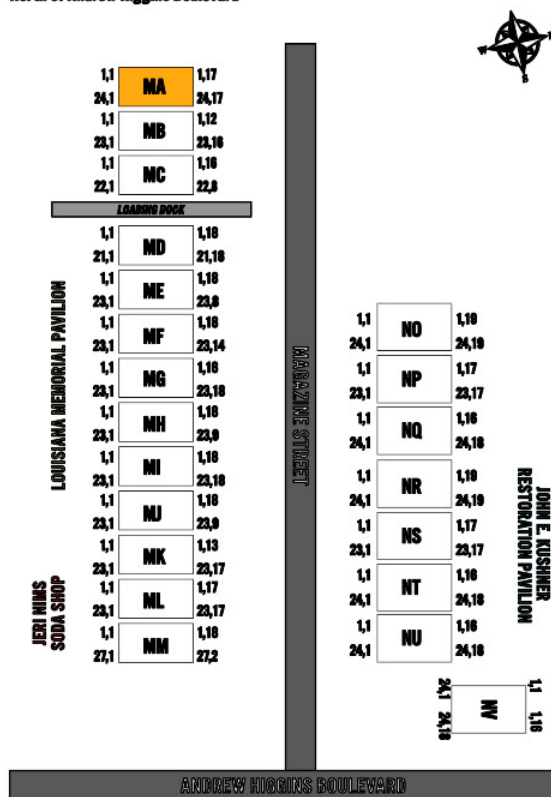 North of Andrew Higgins Boulevard
1,1 MA 1,17
24,1 24,17
1,1 MB 1,12
23,1 23,16
1,1 MC 1,16
22,1 22,8
LOADING DOCK
1,1 MD 1,18
21,1 21,18
1,1 ME 1,18
23,1 23,8
1,1 MF 1,18
23,1 23,14
1,1 MG 1,16
23,1 23,18
1,1 MH 1,18
23,1 23,9
1,1 MI 1,18
23,1 23,18
1,1 MJ 1,18
23,1 23,9
1,1 MK 1,13
23,1 23,17
1,1 ML 1,17
23,1 23,17
1,1 MM 1,18
27,1 27,2
LOUISIANA MEMORIAL PAVILION
JERI NIMS
SODA SHOP
MAGAZINE STREET
1,1 NO 1,19
24,1 24,19
1,1 NP 1,17
23,1 23,17
1,1 NQ 1,16
24,1 24,18
1,1 NR 1,19
24,1 24,19
1,1 NS 1,17
23,1 23,17
1,1 NT 1,16
24,1 24,18
1,1 NU 1,16
24,1 24,18
JOHN E. KUSHNER
RESTORATION PAVILION
1,1 NV 1,16
24,1 24,18
ANDREW HIGGINS BOULEVARD